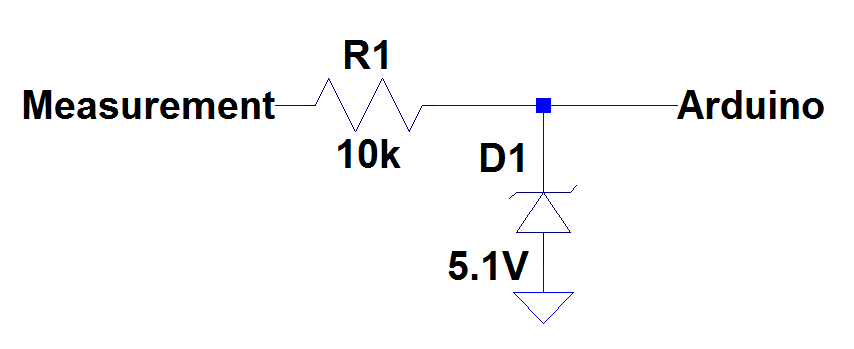 R1
Measurement
Arduino
10k
D1
5.1V